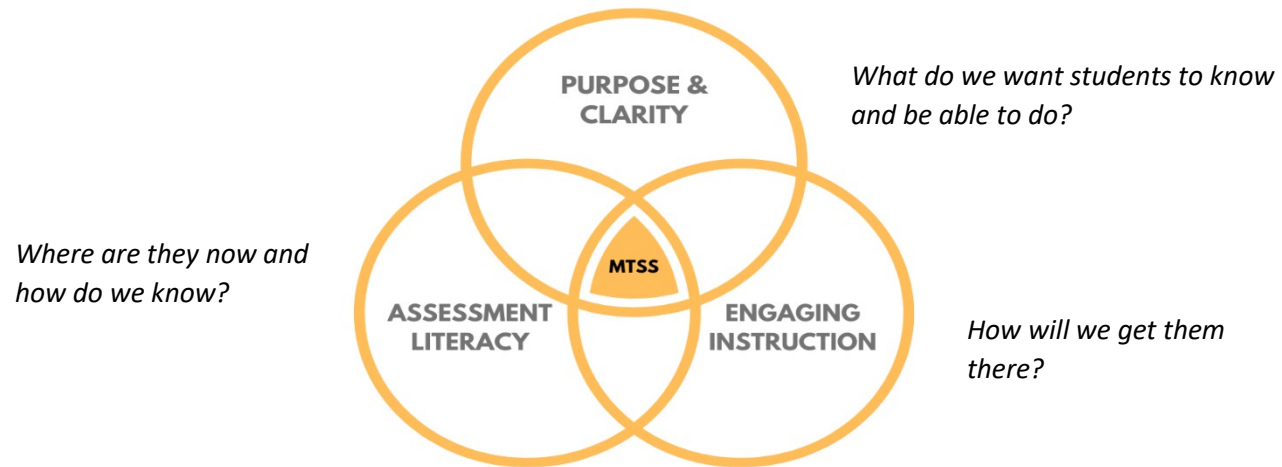 PURPOSE &
CLARITY
What do we want students to know
and be able to do?
Where are they now and
how do we know?
MTSS
ASSESSMENT
LITERACY
ENGAGING
INSTRUCTION
How will we get them
there?